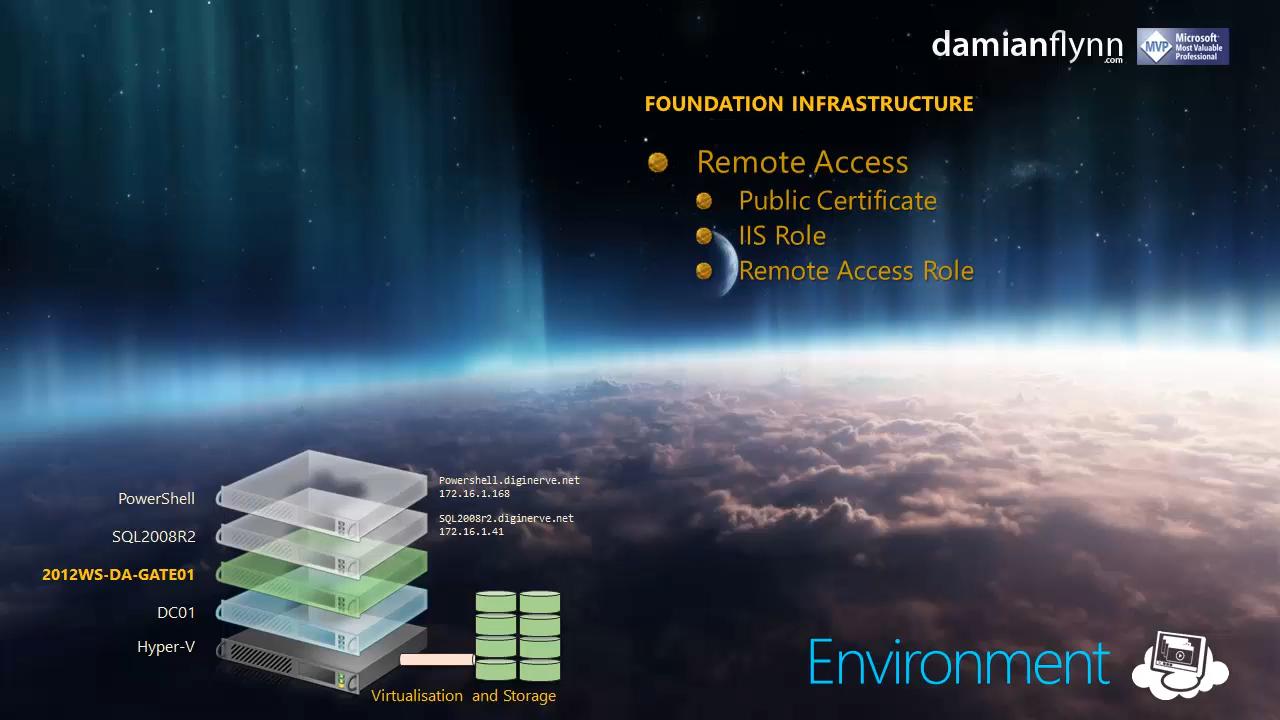 damianflynn
.com
MVP
Microsoft®
Most Valuable
Professional
FOUNDATION INFRASTRUCTURE
Remote Access
Public Certificate
IIS Role
Remote Access Role
PowerShell
Powershell.diginerve.net
172.16.1.168
SQL2008R2
SQL2008r2.diginerve.net
172.16.1.41
2012WS-DA-GATE01
DC01
Hyper-V
Virtualisation and Storage
Environment